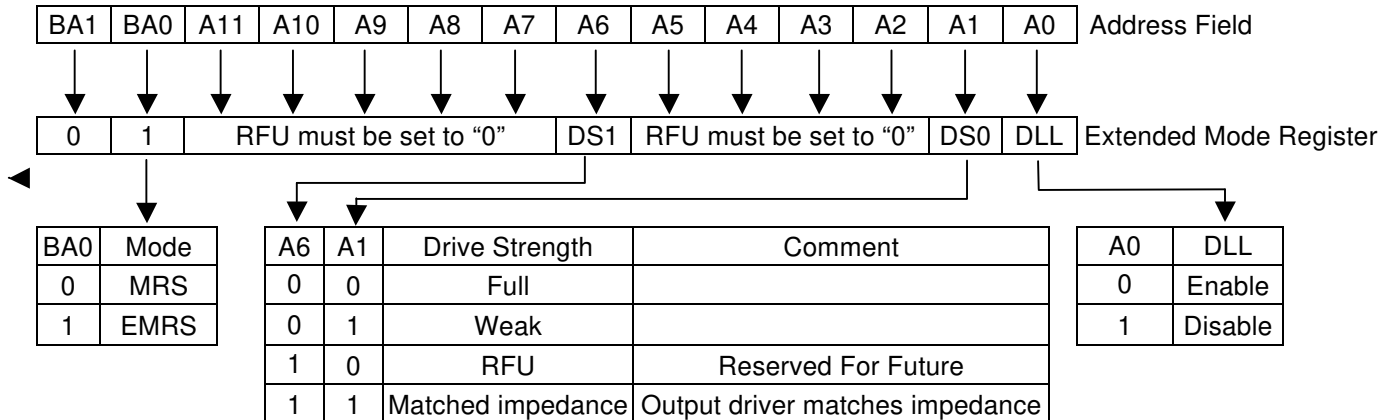 BA1 BA0 A11 A10 A9 A8 A7 A6 A5 A4 A3 A2 A1 A0 Address Field
0 1 RFU must be set to “0” DS1 RFU must be set to “0” DS0 DLL Extended Mode Register
BA0 Mode
0 MRS
1 EMRS
A6 A1 Drive Strength Comment
0 0 Full
0 1 Weak
1 0 RFU Reserved For Future
1 1 Matched impedance Output driver matches impedance
A0 DLL
0 Enable
1 Disable